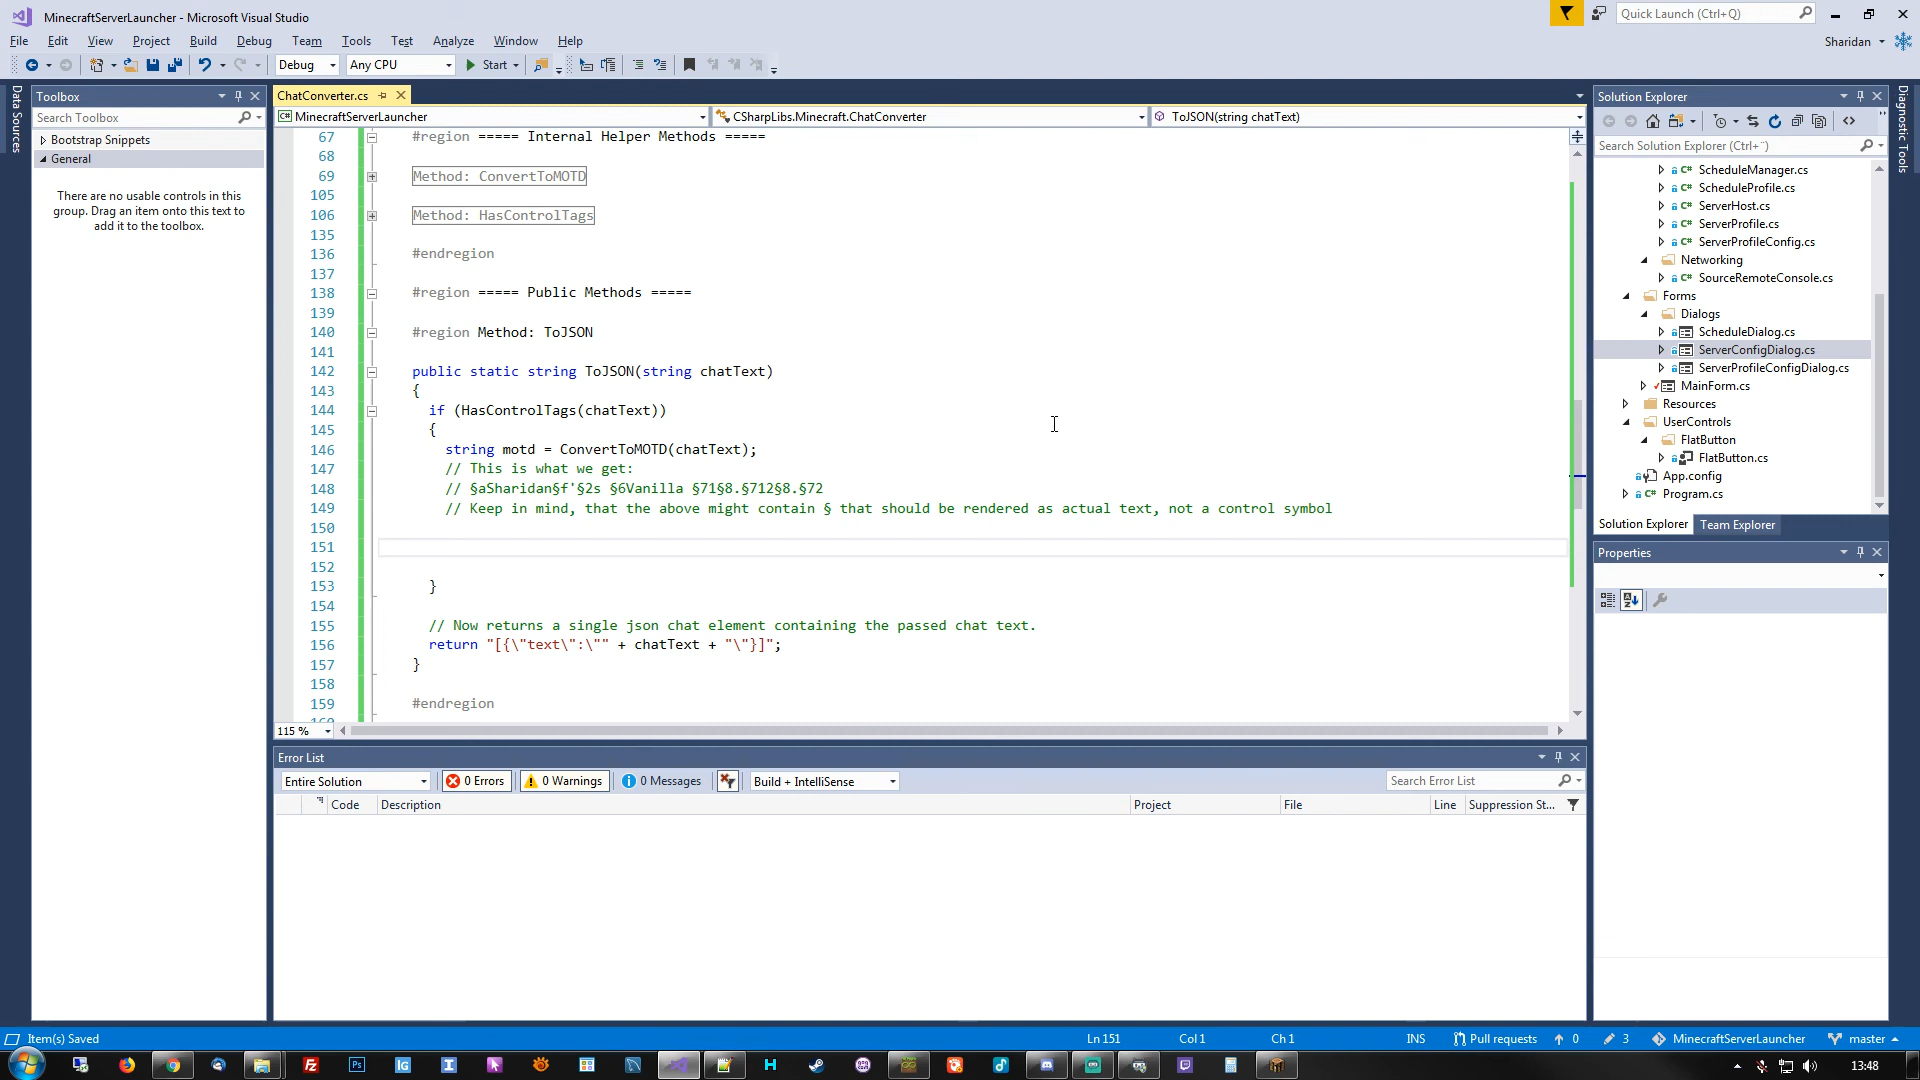 MinecraftServerLauncher - Microsoft Visual Studio
Quick Launch (Ctrl+Q)
File Edit View Project Build Debug Team Tools Test Analyze Window Help
Sharidan
Debug Any CPU Start
Data Sources
Toolbox
Search Toolbox
Bootstrap Snippets
General
There are no usable controls in this
group. Drag an item onto this text to
add it to the toolbox.
ChatConverter.cs
MinecraftServerLauncher CSharpLibs.Minecraft.ChatConverter ToJSON(string chatText)
67 #region ===== Internal Helper Methods =====
68
69 Method: ConvertToMOTD
105
106 Method: HasControlTags
135
136 #endregion
137
138 #region ===== Public Methods =====
139
140 #region Method: ToJSON
141
142 public static string ToJSON(string chatText)
143 {
144 if (HasControlTags(chatText))
145 {
146 string motd = ConvertToMOTD(chatText);
147 // This is what we get:
148 // §aSharidan§f'§2s §6Vanilla §71§8.§712§8.§72
149 // Keep in mind, that the above might contain § that should be rendered as actual text, not a control symbol
150
151
152
153 }
154
155 // Now returns a single json chat element containing the passed chat text.
156 return "[{\"text\":\"" + chatText + "\"}]";
157 }
158
159 #endregion
160
115 %
Error List
Entire Solution 0 Errors 0 Warnings 0 Messages Build + IntelliSense Search Error List
Code Description Project File Line Suppression St...
Solution Explorer
Search Solution Explorer (Ctrl+¨)
ScheduleManager.cs
ScheduleProfile.cs
ServerHost.cs
ServerProfile.cs
ServerProfileConfig.cs
Networking
SourceRemoteConsole.cs
Forms
Dialogs
ScheduleDialog.cs
ServerConfigDialog.cs
ServerProfileConfigDialog.cs
MainForm.cs
Resources
UserControls
FlatButton
FlatButton.cs
App.config
Program.cs
Solution Explorer Team Explorer
Properties
Diagnostic Tools
Item(s) Saved Ln 151 Col 1 Ch 1 INS Pull requests 0 3 MinecraftServerLauncher master
13:48